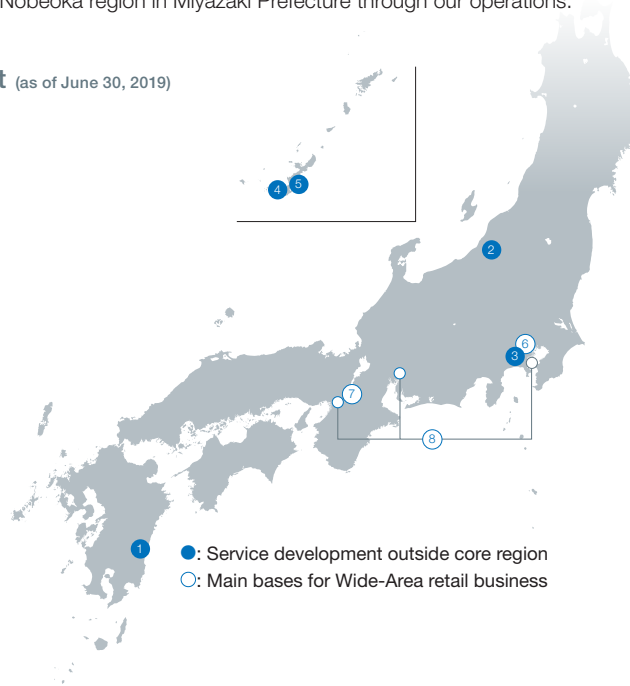 Nobeoka region in Miyazaki Prefecture through our operations.
t (as of June 30, 2019)
4 5
2
6
3
7
8
1
: Service development outside core region
: Main bases for Wide-Area retail business